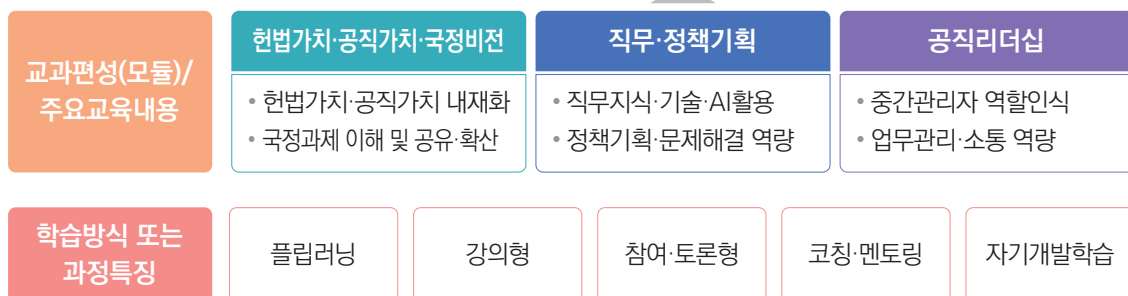 교과편성(모듈)/
주요교육내용
헌법가치·공직가치·국정비전
• 헌법가치·공직가치 내재화
• 국정과제 이해 및 공유·확산
직무·정책기획
• 직무지식·기술·AI활용
• 정책기획·문제해결 역량
공직리더십
• 중간관리자 역할인식
• 업무관리·소통 역량
학습방식 또는
과정특징
플립러닝
강의형
참여·토론형
코칭·멘토링
자기개발학습